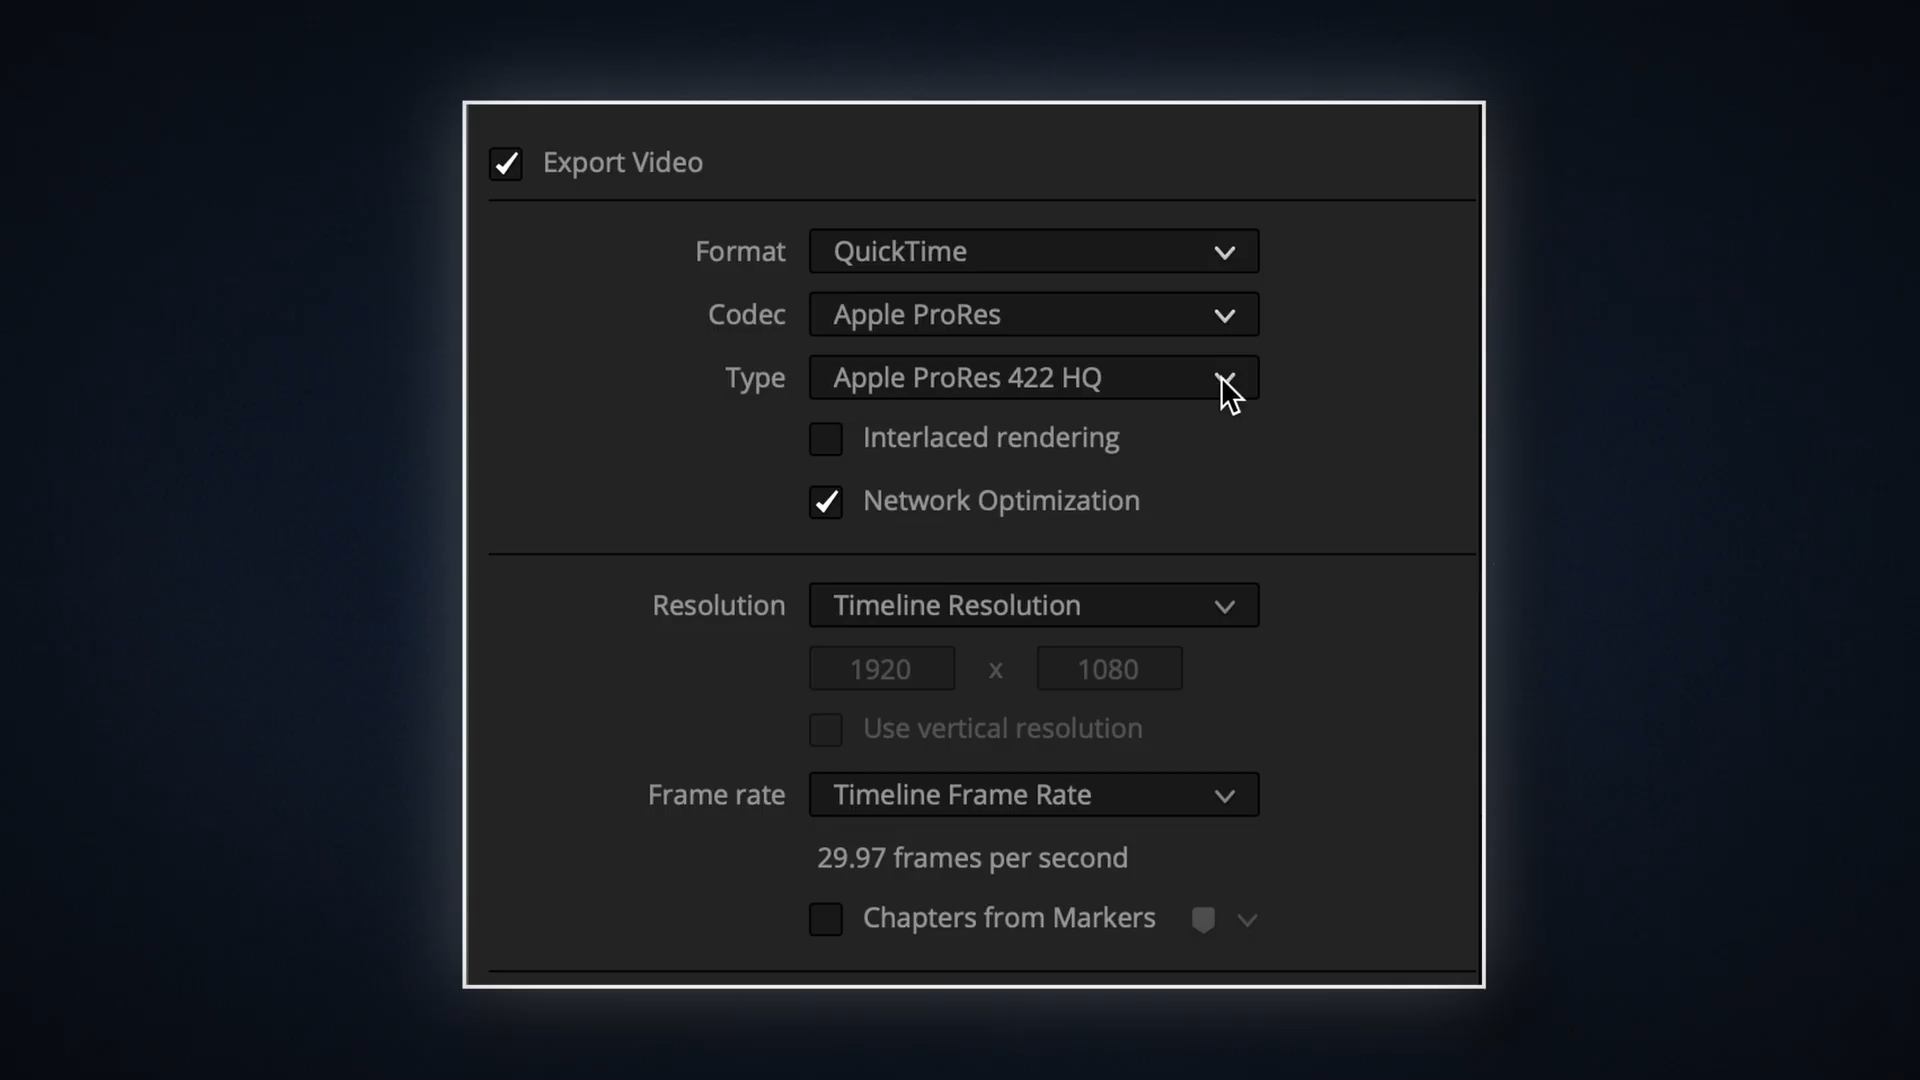 Export Video
Format QuickTime
Codec Apple ProRes
Type Apple ProRes 422 HQ
Interlaced rendering
Network Optimization
Resolution Timeline Resolution
1920 x 1080
Use vertical resolution
Frame rate Timeline Frame Rate
29.97 frames per second
Chapters from Markers